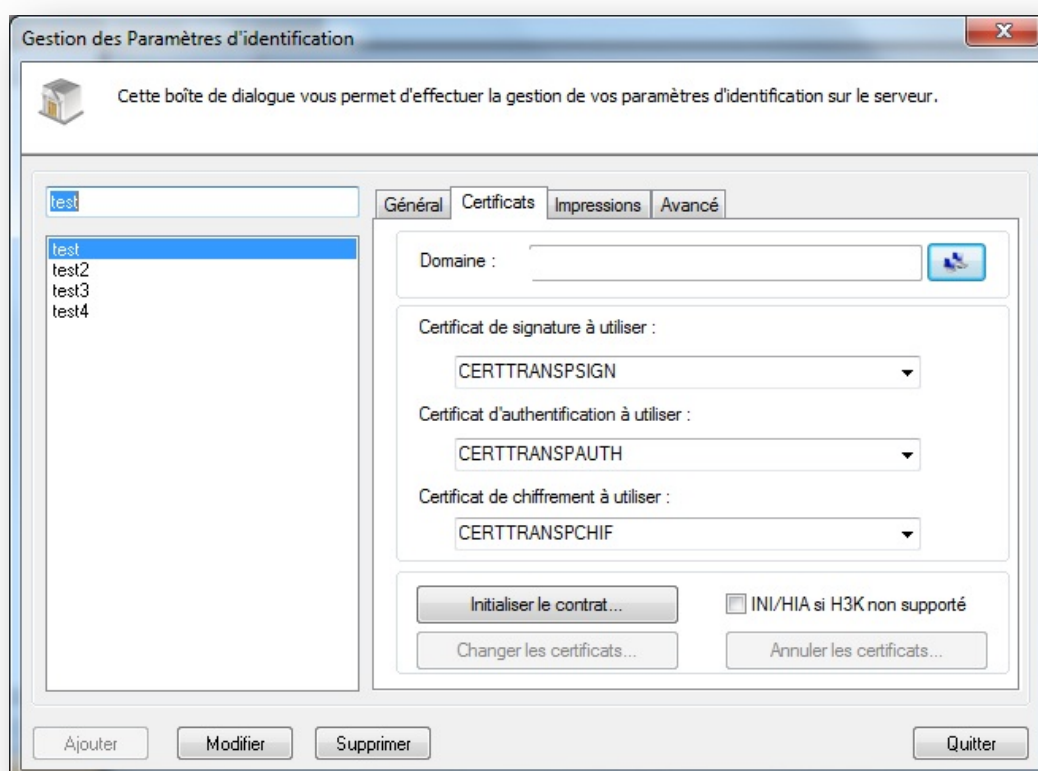 Gestion des Paramètres d'identification
Cette boîte de dialogue vous permet d'effectuer la gestion de vos paramètres d'identification sur le serveur.
test
test
test2
test3
test4
Général Certificats Impressions Avancé
Domaine :
Certificat de signature à utiliser :
CERTTRANSPSIGN
Certificat d'authentification à utiliser :
CERTTRANSPAUTH
Certificat de chiffrement à utiliser :
CERTTRANSPCHIF
Initialiser le contrat... INI/HIA si H3K non supporté
Changer les certificats... Annuler les certificats...
Ajouter Modifier Supprimer Quitter